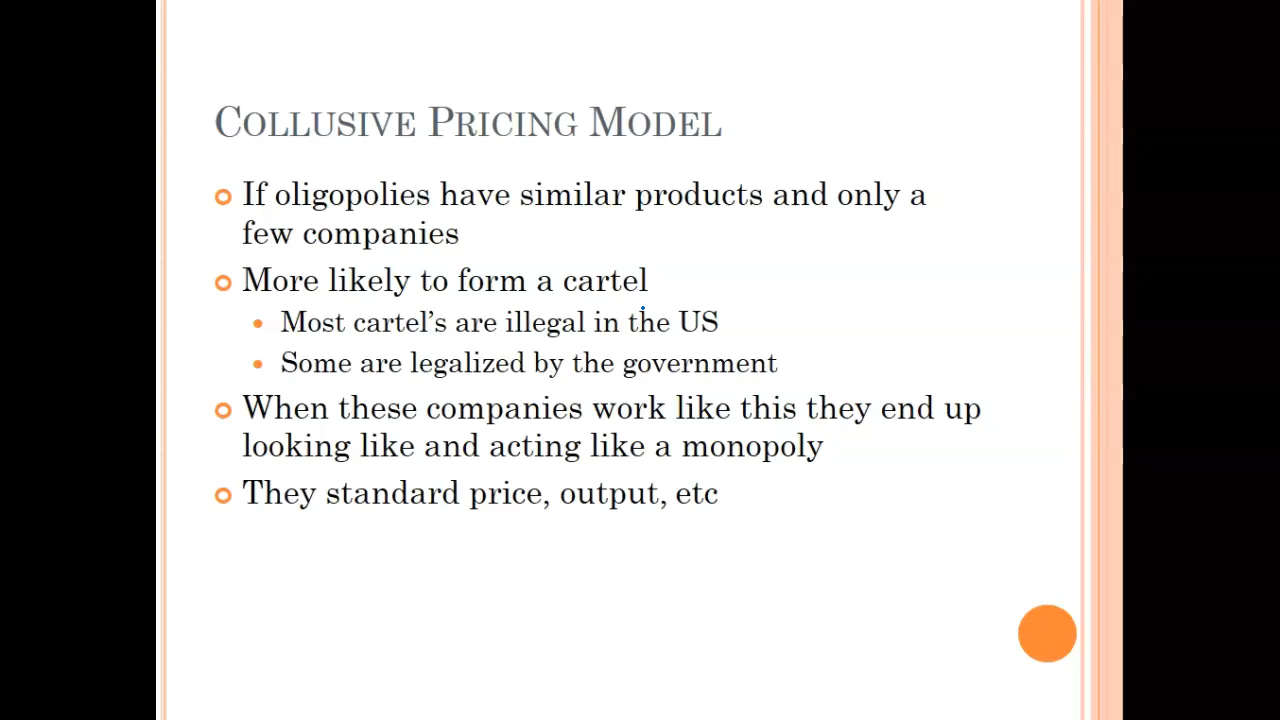 COLLUSIVE PRICING MODEL
If oligopolies have similar products and only a
few companies
More likely to form a cartel
Most cartel's are illegal in the US
Some are legalized by the government
When these companies work like this they end up
looking like and acting like a monopoly
They standard price, output, etc